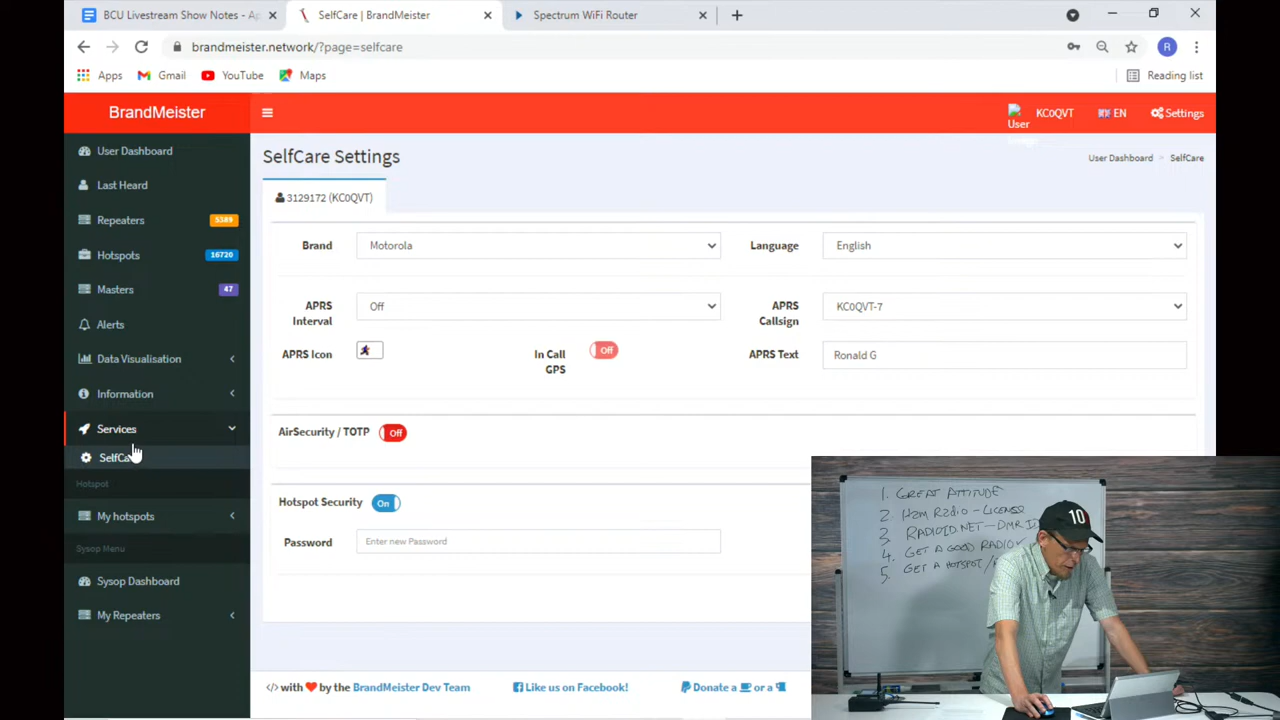 BCU Livestream Show Notes - Ap
SelfCare | BrandMeister
Spectrum WiFi Router
brandmeister.network/?page=selfcare
R
Apps
Gmail
YouTube
Maps
Reading list
BrandMeister
User
KC0QVT
EN
Settings
User Dashboard
Last Heard
Repeaters 5389
Hotspots 16720
Masters 47
Alerts
Data Visualisation
Information
Services
SelfCa
Hotspot
My hotspots
Sysop Menu
Sysop Dashboard
My Repeaters
SelfCare Settings
User Dashboard > SelfCare
3129172 (KC0QVT)
Brand Motorola
Language English
APRS Interval Off
APRS Callsign KC0QVT-7
APRS Icon
In Call GPS Off
APRS Text Ronald G
AirSecurity / TOTP Off
Hotspot Security On
Password Enter new Password
</> with ❤ by the BrandMeister Dev Team
Like us on Facebook!
Donate a or a
1. GREAT ATTITUDE
2. HAM RADIO - LICENSE
3. RADIOID.NET - DMR ID
4. GET A GOOD RADIO
5. GET A HOTSPOT /
10